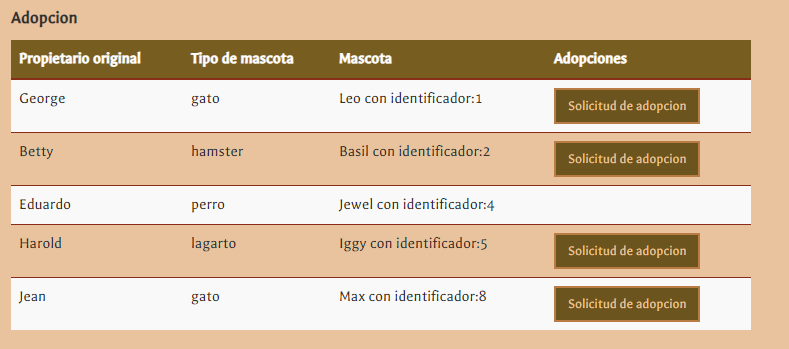 Adopcion
Propietario original Tipo de mascota Mascota Adopciones
George gato Leo con identificador:1 Solicitud de adopcion
Betty hamster Basil con identificador:2 Solicitud de adopcion
Eduardo perro Jewel con identificador:4
Harold lagarto Iggy con identificador:5 Solicitud de adopcion
Jean gato Max con identificador:8 Solicitud de adopcion